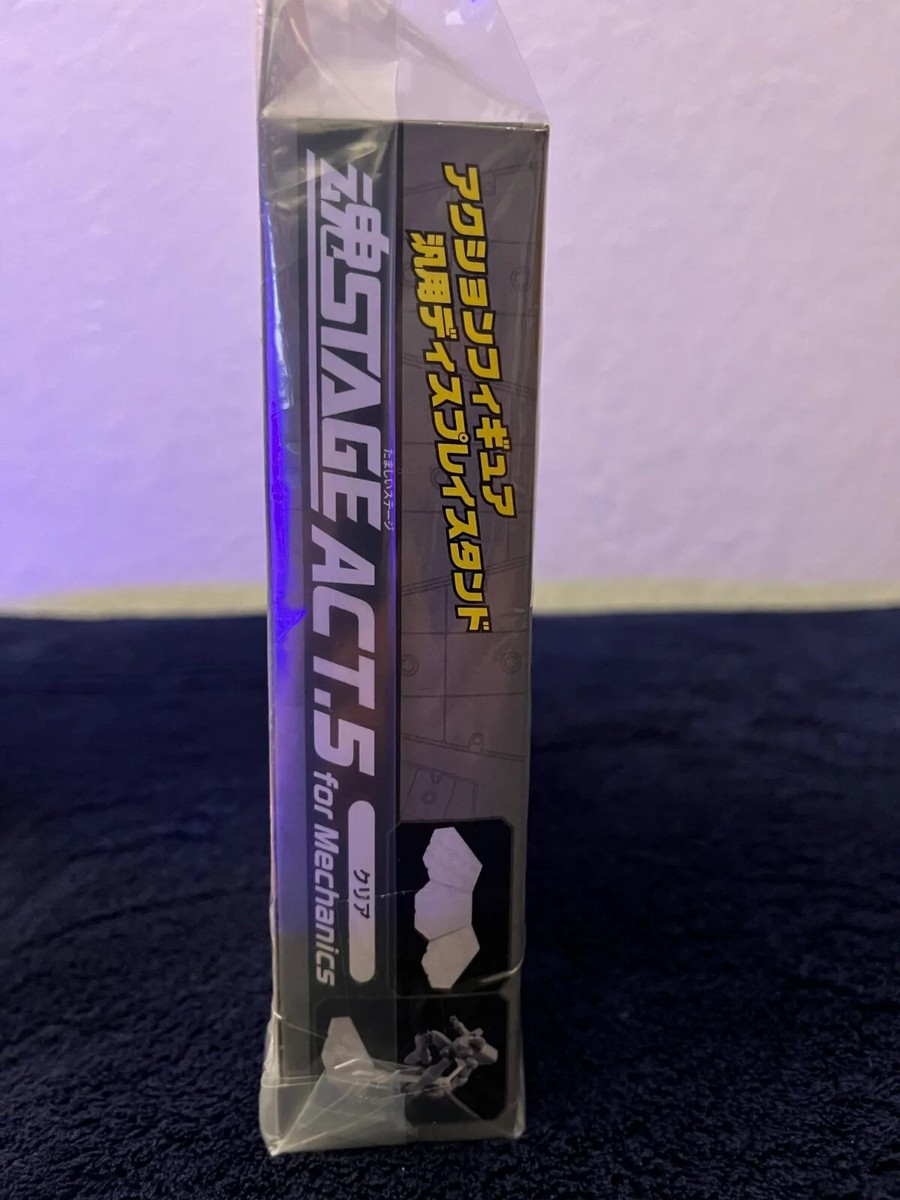 アクションフィギュア
汎用ディスプレイスタンド
たましいステージ
魂STAGE ACT.5 for Mechanics
クリア